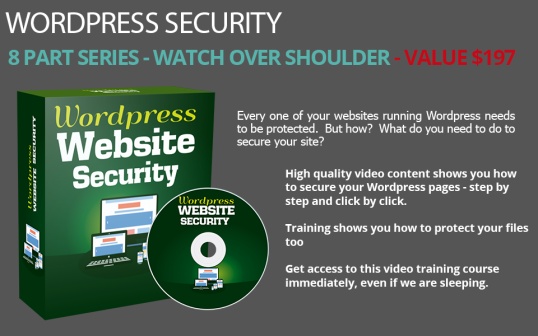 WORDPRESS SECURITY
8 PART SERIES - WATCH OVER SHOULDER - VALUE $197
Wordpress
Website
Security
Wordpress
WEBSITE SECURITY
Wordpress
WEBSITE
SECURITY
Every one of your websites running Wordpress needs
to be protected. But how? What do you need to do to
secure your site?
High quality video content shows you how
to secure your Wordpress pages - step by
step and click by click.
Training shows you how to protect your files
too
Get access to this video training course
immediately, even if we are sleeping.